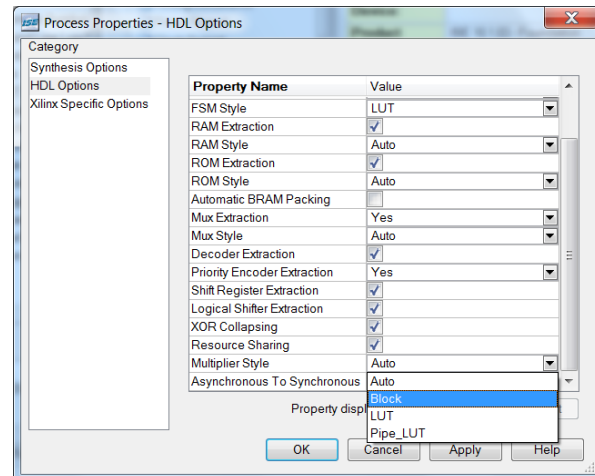 ISE Process Properties - HDL Options
Category
Synthesis Options
HDL Options
Xilinx Specific Options
Property Name Value
FSM Style LUT
RAM Extraction
RAM Style Auto
ROM Extraction
ROM Style Auto
Automatic BRAM Packing
Mux Extraction Yes
Mux Style Auto
Decoder Extraction
Priority Encoder Extraction Yes
Shift Register Extraction
Logical Shifter Extraction
XOR Collapsing
Resource Sharing
Multiplier Style Auto
Asynchronous To Synchronous Auto
Block
Property displ
LUT
Pipe_LUT
OK Cancel Apply Help